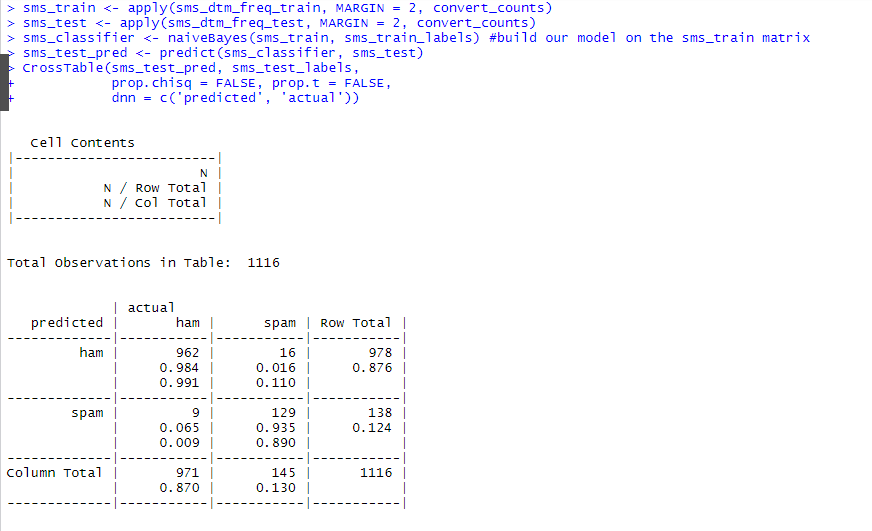 > sms_train <- apply(sms_dtm_freq_train, MARGIN = 2, convert_counts)
> sms_test <- apply(sms_dtm_freq_test, MARGIN = 2, convert_counts)
> sms_classifier <- naiveBayes(sms_train, sms_train_labels) #build our model on the sms_train matrix
> sms_test_pred <- predict(sms_classifier, sms_test)
> CrossTable(sms_test_pred, sms_test_labels,
+            prop.chisq = FALSE, prop.t = FALSE,
+            dnn = c('predicted', 'actual'))

   Cell Contents
|-------------------------|
|                       N |
|           N / Row Total |
|           N / Col Total |
|-------------------------|

Total Observations in Table:  1116

             | actual
   predicted |       ham |      spam | Row Total |
-------------|-----------|-----------|-----------|
         ham |       962 |        16 |       978 |
             |     0.984 |     0.016 |     0.876 |
             |     0.991 |     0.110 |           |
-------------|-----------|-----------|-----------|
        spam |         9 |       129 |       138 |
             |     0.065 |     0.935 |     0.124 |
             |     0.009 |     0.890 |           |
-------------|-----------|-----------|-----------|
Column Total |       971 |       145 |      1116 |
             |     0.870 |     0.130 |           |
-------------|-----------|-----------|-----------|